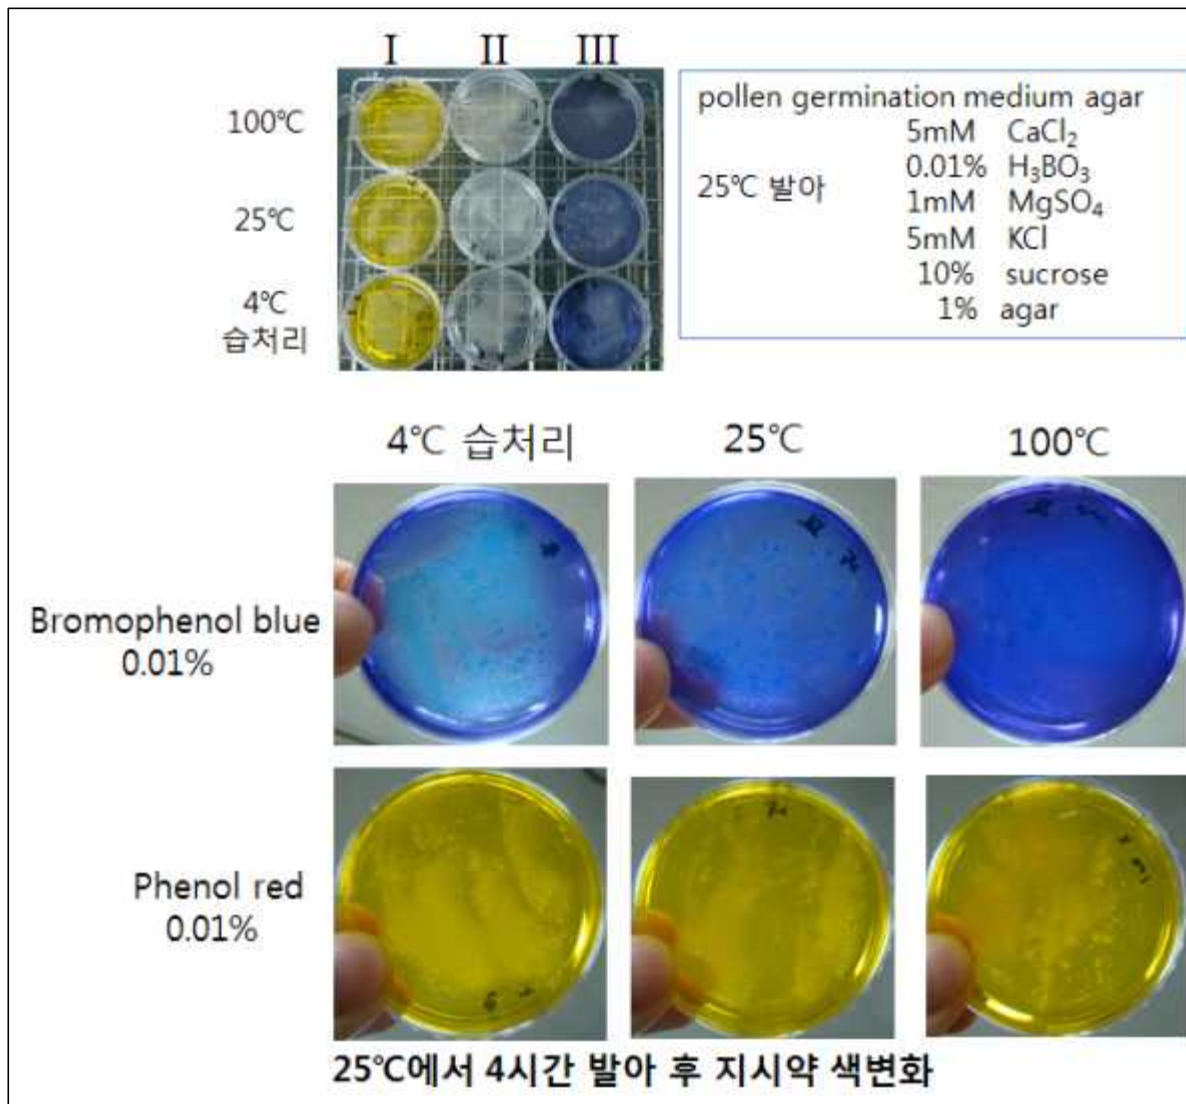 I II III
100℃
25℃
4℃
습처리
pollen germination medium agar
5mM CaCl₂
25℃ 발아
0.01% H₃BO₃
1mM MgSO₄
5mM KCl
10% sucrose
1% agar
4℃ 습처리 25℃ 100℃
Bromophenol blue
0.01%
Phenol red
0.01%
25℃에서 4시간 발아 후 지시약 색변화